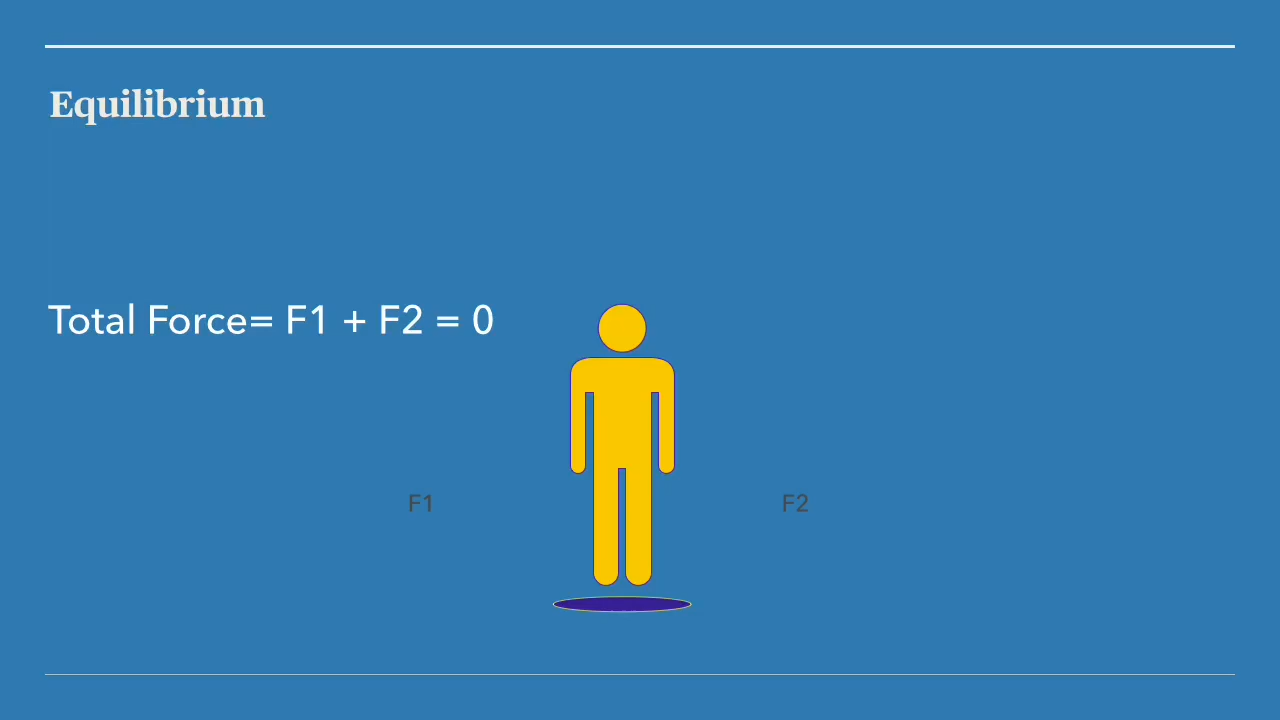 Equilibrium
Total Force= F1 + F2 = 0
F1
F2